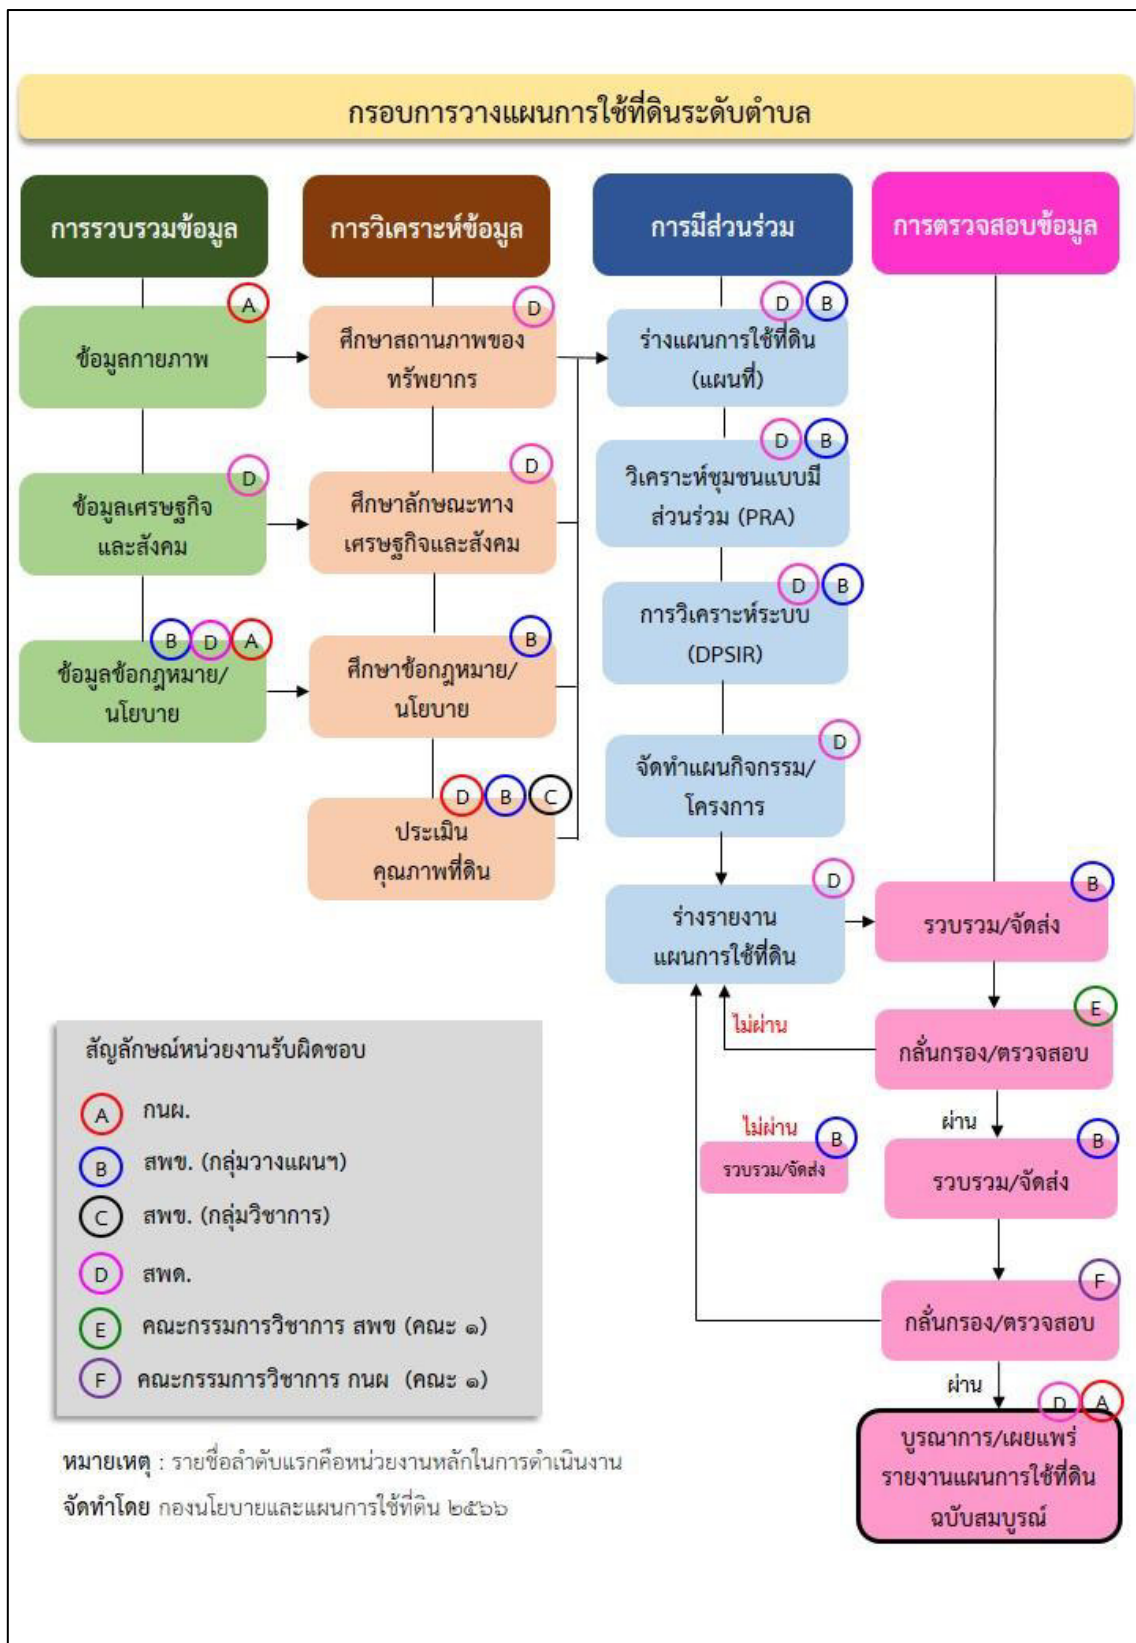 กรอบการวางแผนการใช้ที่ดินระดับตำบล
การรวบรวมข้อมูล
การวิเคราะห์ข้อมูล
การมีส่วนร่วม
การตรวจสอบข้อมูล
A
ข้อมูลกายภาพ
D
ศึกษาสถานภาพของ
ทรัพยากร
D B
ร่างแผนการใช้ที่ดิน
(แผนที่)
D
ข้อมูลเศรษฐกิจ
และสังคม
D
ศึกษาลักษณะทาง
เศรษฐกิจและสังคม
D B
วิเคราะห์ชุมชนแบบมี
ส่วนร่วม (PRA)
D B
การวิเคราะห์ระบบ
(DPSIR)
B D A
ข้อมูลข้อกฎหมาย/
นโยบาย
B
ศึกษาข้อกฎหมาย/
นโยบาย
D
จัดทำแผนกิจกรรม/
โครงการ
D B C
ประเมิน
คุณภาพที่ดิน
D
ร่างรายงาน
แผนการใช้ที่ดิน
B
รวบรวม/จัดส่ง
ไม่ผ่าน
E
กลั่นกรอง/ตรวจสอบ
ผ่าน
ไม่ผ่าน
B
รวบรวม/จัดส่ง
B
รวบรวม/จัดส่ง
F
กลั่นกรอง/ตรวจสอบ
ผ่าน
D A
บูรณาการ/เผยแพร่
รายงานแผนการใช้ที่ดิน
ฉบับสมบูรณ์
สัญลักษณ์หน่วยงานรับผิดชอบ
A กนผ.
B สพข. (กลุ่มวางแผนฯ)
C สพข. (กลุ่มวิชาการ)
D สพด.
E คณะกรรมการวิชาการ สพข (คณะ ๑)
F คณะกรรมการวิชาการ กนผ (คณะ ๑)
หมายเหตุ : รายชื่อลำดับแรกคือหน่วยงานหลักในการดำเนินงาน
จัดทำโดย กองนโยบายและแผนการใช้ที่ดิน ๒๕๖๖